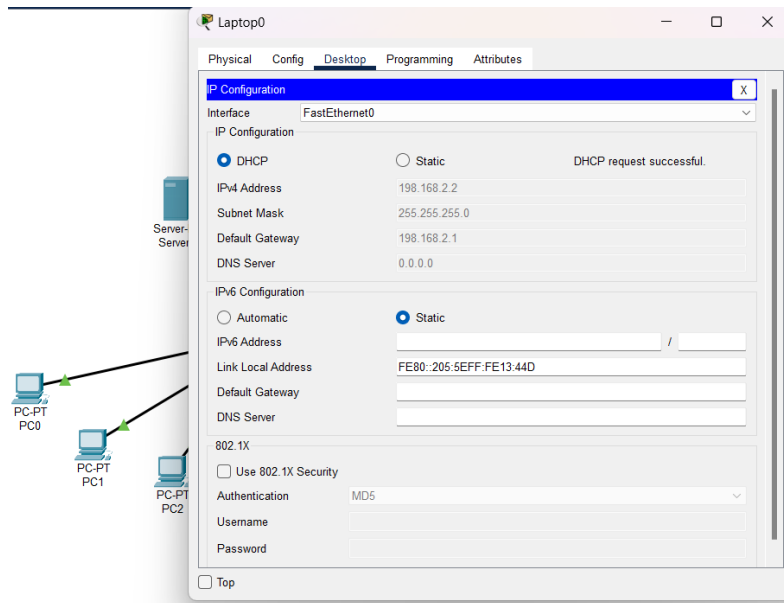 Laptop0
Physical Config Desktop Programming Attributes
IP Configuration X
Interface FastEthernet0
IP Configuration
DHCP Static DHCP request successful.
IPv4 Address 198.168.2.2
Subnet Mask 255.255.255.0
Default Gateway 198.168.2.1
DNS Server 0.0.0.0
IPv6 Configuration
Automatic Static
IPv6 Address /
Link Local Address FE80::205:5EFF:FE13:44D
Default Gateway
DNS Server
802.1X
Use 802.1X Security
Authentication MD5
Username
Password
Top
Server-
Server
PC-PT
PC0
PC-PT
PC1
PC-PT
PC2